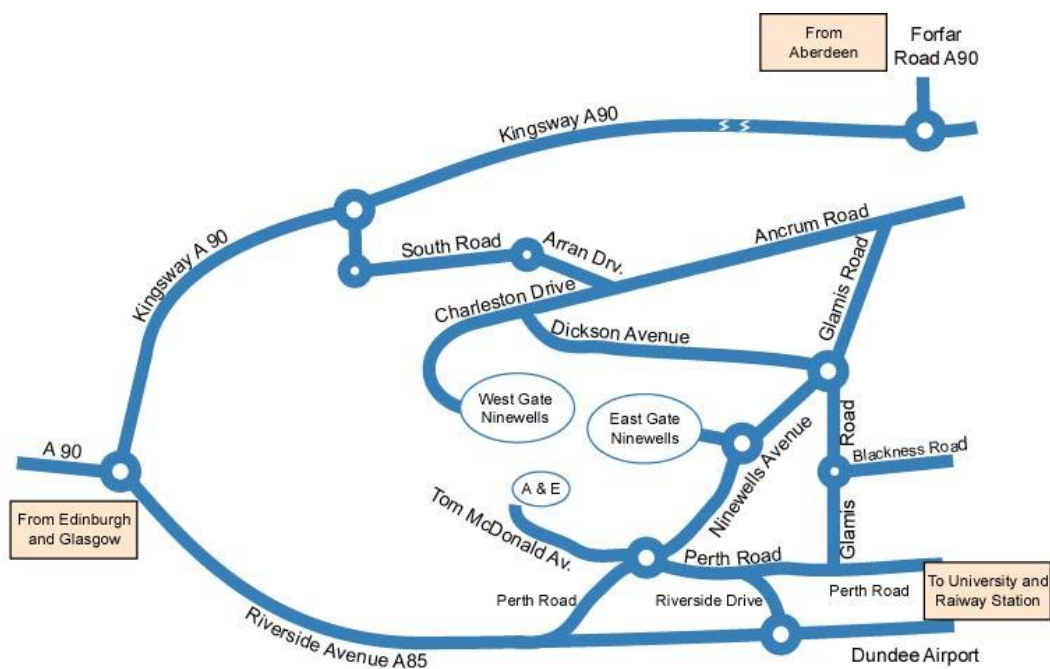 From
Aberdeen
Forfar
Road A90
Kingsway A90
Kingsway A 90
South Road
Arran Drv.
Ancrum Road
Charleston Drive
Glamis Road
Dickson Avenue
West Gate
Ninewells
East Gate
Ninewells
Ninewells Avenue
Road
Blackness Road
A 90
A & E
From Edinburgh
and Glasgow
Tom McDonald Av.
Glamis
Perth Road
Perth Road
Riverside Drive
Perth Road
To University and
Raiway Station
Riverside Avenue A85
Dundee Airport